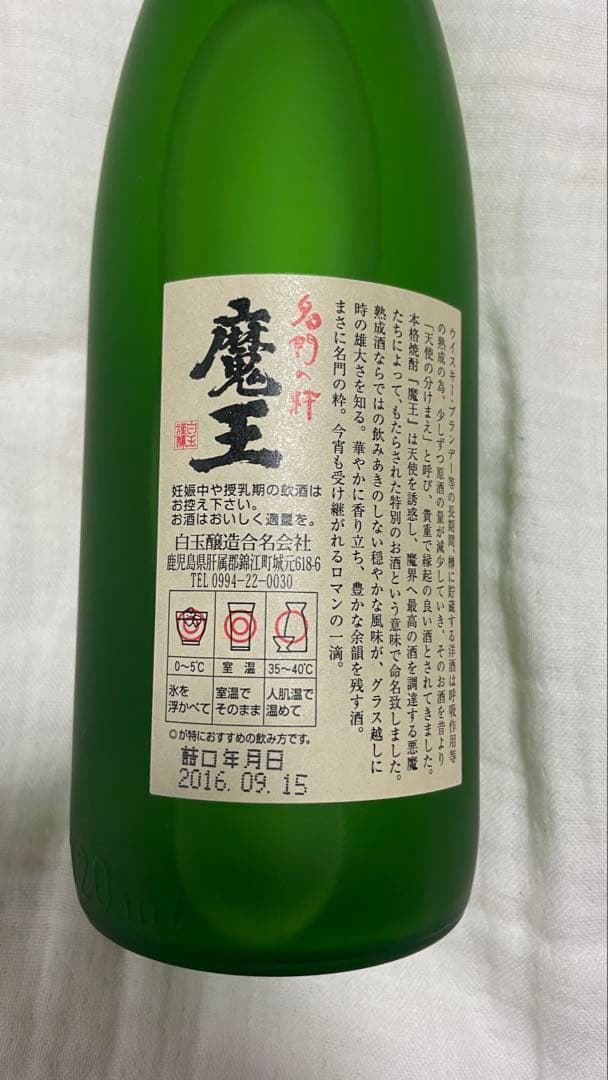 ウイスキー・ブランデー等の長期間、樽に貯蔵する洋酒は呼吸作用等
の熟成の為、少しずつ原酒の量が減少していき、そのお酒を昔より
「天使の分けまえ」と呼び、貴重で縁起の良い酒とされてきました。
本格焼酎『魔王』は天使を誘惑し、魔界へ最高の酒を調達する悪魔
たちによって、もたらされた特別のお酒という意味で命名致しました。
熟成酒ならではの飲みあきのしない穏やかな風味が、グラス越しに
時の雄大さを知る。華やかに香り立ち、豊かな余韻を残す酒。
まさに名門の粋。今宵も受け継がれるロマンの一滴。
名門の粋
魔王
白玉醸造
妊娠中や授乳期の飲酒は
お控え下さい。
お酒はおいしく適量を。
白玉醸造合名会社
鹿児島県肝属郡錦江町城元618-6
TEL 0994-22-0030
0〜5℃ 室温 35〜40℃
氷を浮かべて 室温でそのまま 人肌温で温めて
◎が特におすすめの飲み方です。
詰口年月日
2016.09.15
720ml